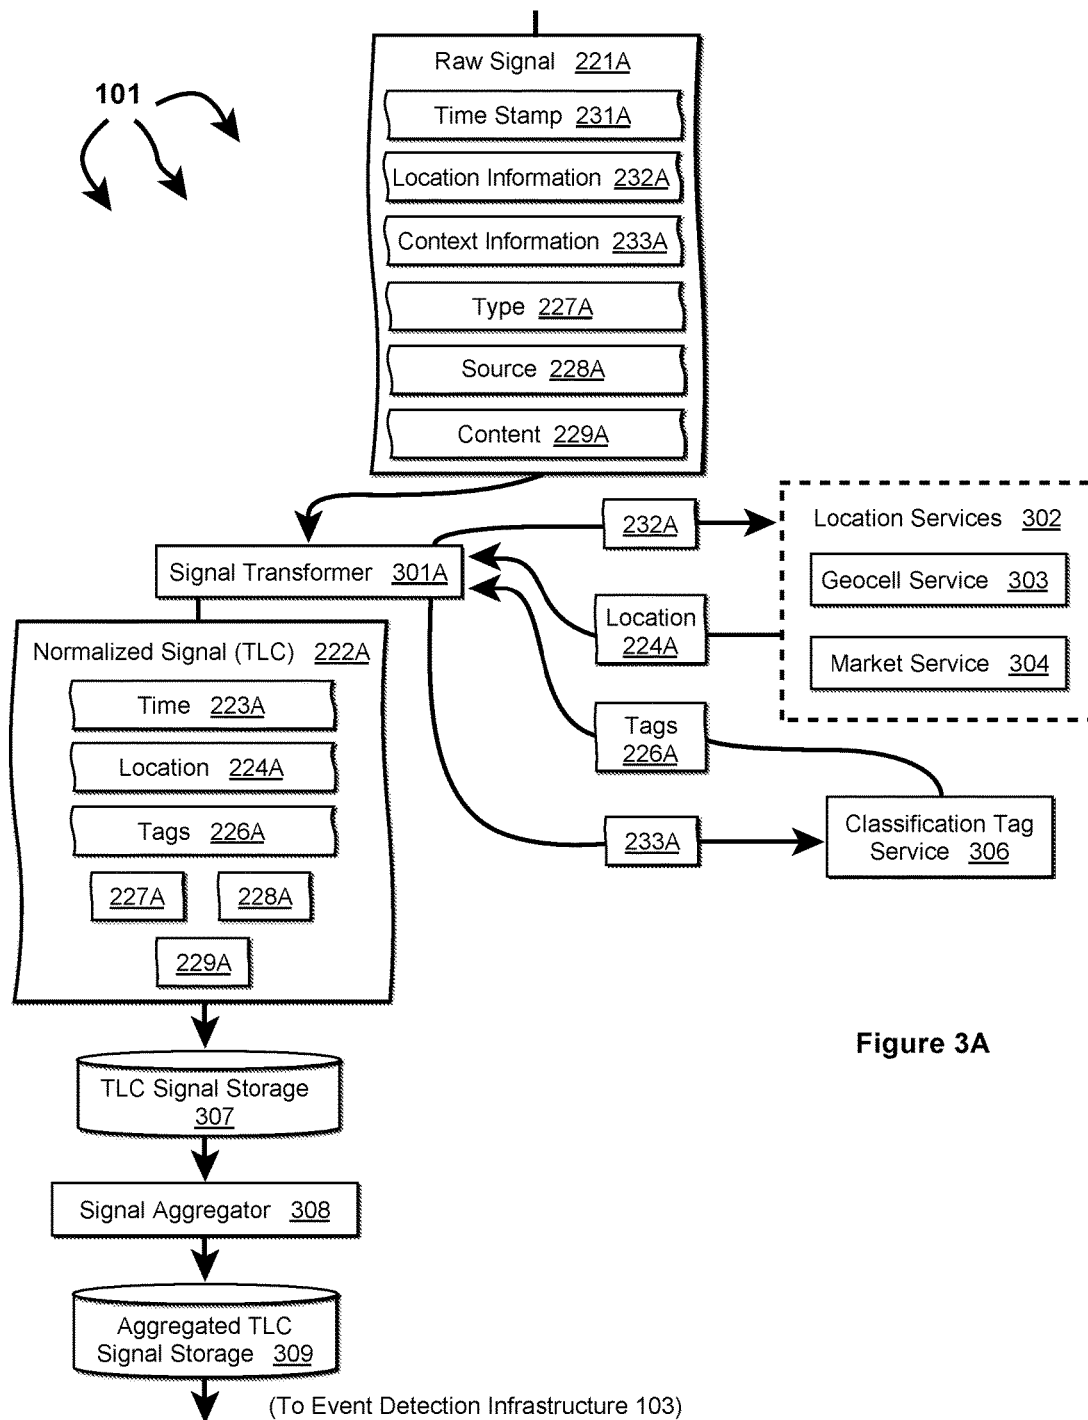 101
Raw Signal 221A
Time Stamp 231A
Location Information 232A
Context Information 233A
Type 227A
Source 228A
Content 229A
232A
Location Services 302
Geocell Service 303
Market Service 304
Signal Transformer 301A
Location
224A
Tags
226A
233A
Classification Tag
Service 306
Normalized Signal (TLC) 222A
Time 223A
Location 224A
Tags 226A
227A
228A
229A
Figure 3A
TLC Signal Storage
307
Signal Aggregator 308
Aggregated TLC
Signal Storage 309
(To Event Detection Infrastructure 103)